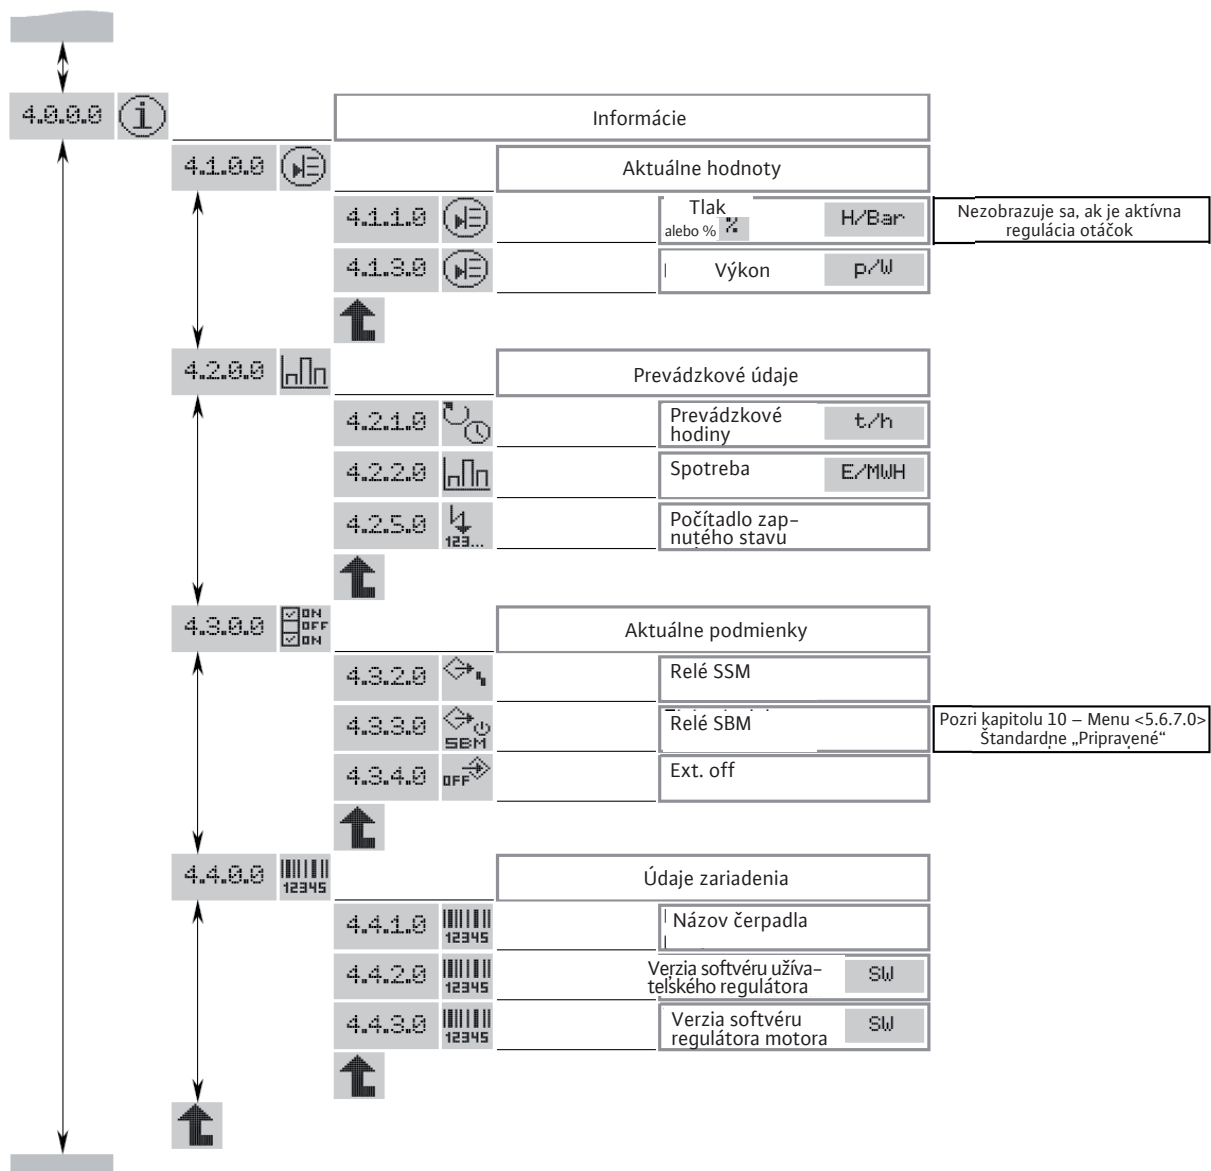 4.0.0.0 i Informácie
4.1.0.0 Aktuálne hodnoty
4.1.1.0 Tlak H/Bar
alebo % %
Nezobrazuje sa, ak je aktívna
regulácia otáčok
4.1.3.0 Výkon p/W
4.2.0.0 Prevádzkové údaje
4.2.1.0 Prevádzkové t/h
hodiny
4.2.2.0 Spotreba E/MWH
4.2.5.0 123... Počítadlo zap-
nutého stavu
4.3.0.0 ON Aktuálne podmienky
OFF
ON
4.3.2.0 Relé SSM
4.3.3.0 SBM Relé SBM
Pozri kapitolu 10 – Menu <5.6.7.0>
Štandardne „Pripravené“
4.3.4.0 OFF Ext. off
4.4.0.0 12345 Údaje zariadenia
4.4.1.0 12345 Názov čerpadla
4.4.2.0 12345 Verzia softvéru užíva- SW
teľského regulátora
4.4.3.0 12345 Verzia softvéru SW
regulátora motora